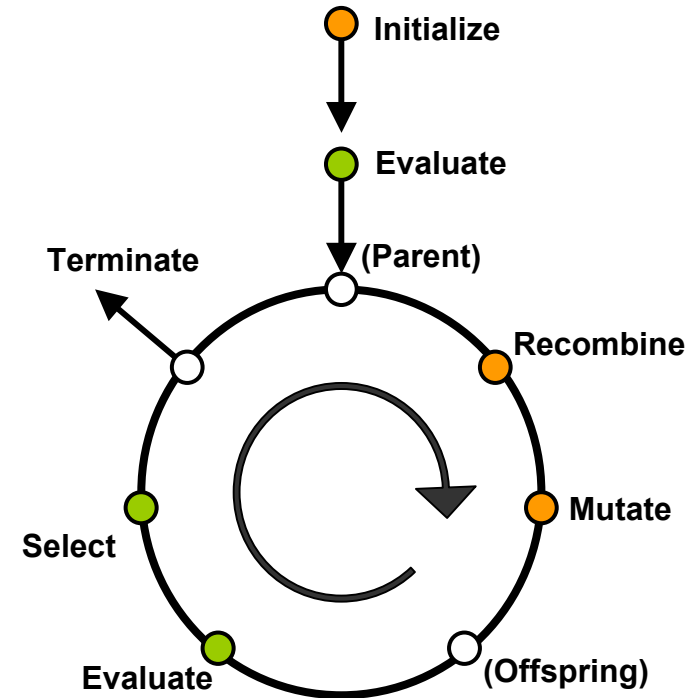 Initialize
Evaluate
(Parent)
Terminate
Recombine
Mutate
Select
(Offspring)
Evaluate